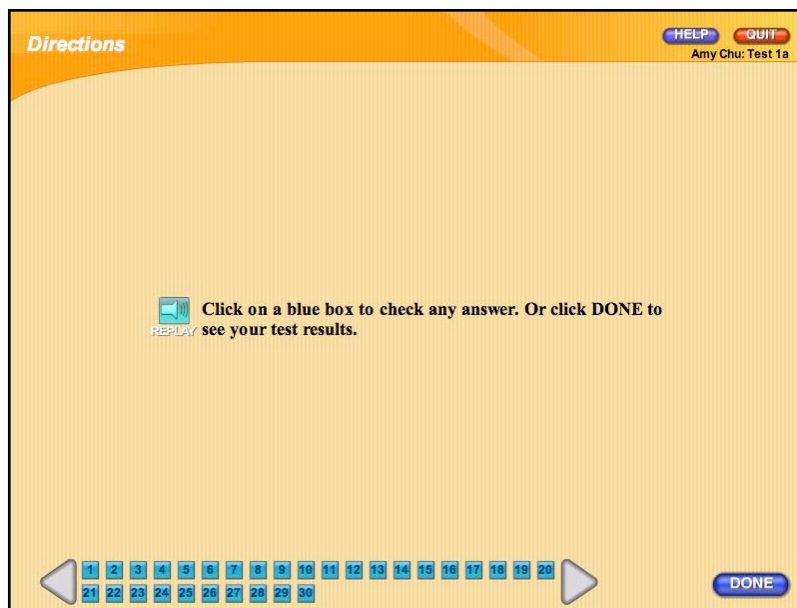 Directions
HELP QUIT
Amy Chu: Test 1a
Click on a blue box to check any answer. Or click DONE to
REPLAY see your test results.
1 2 3 4 5 6 7 8 9 10 11 12 13 14 15 16 17 18 19 20
21 22 23 24 25 26 27 28 29 30
DONE